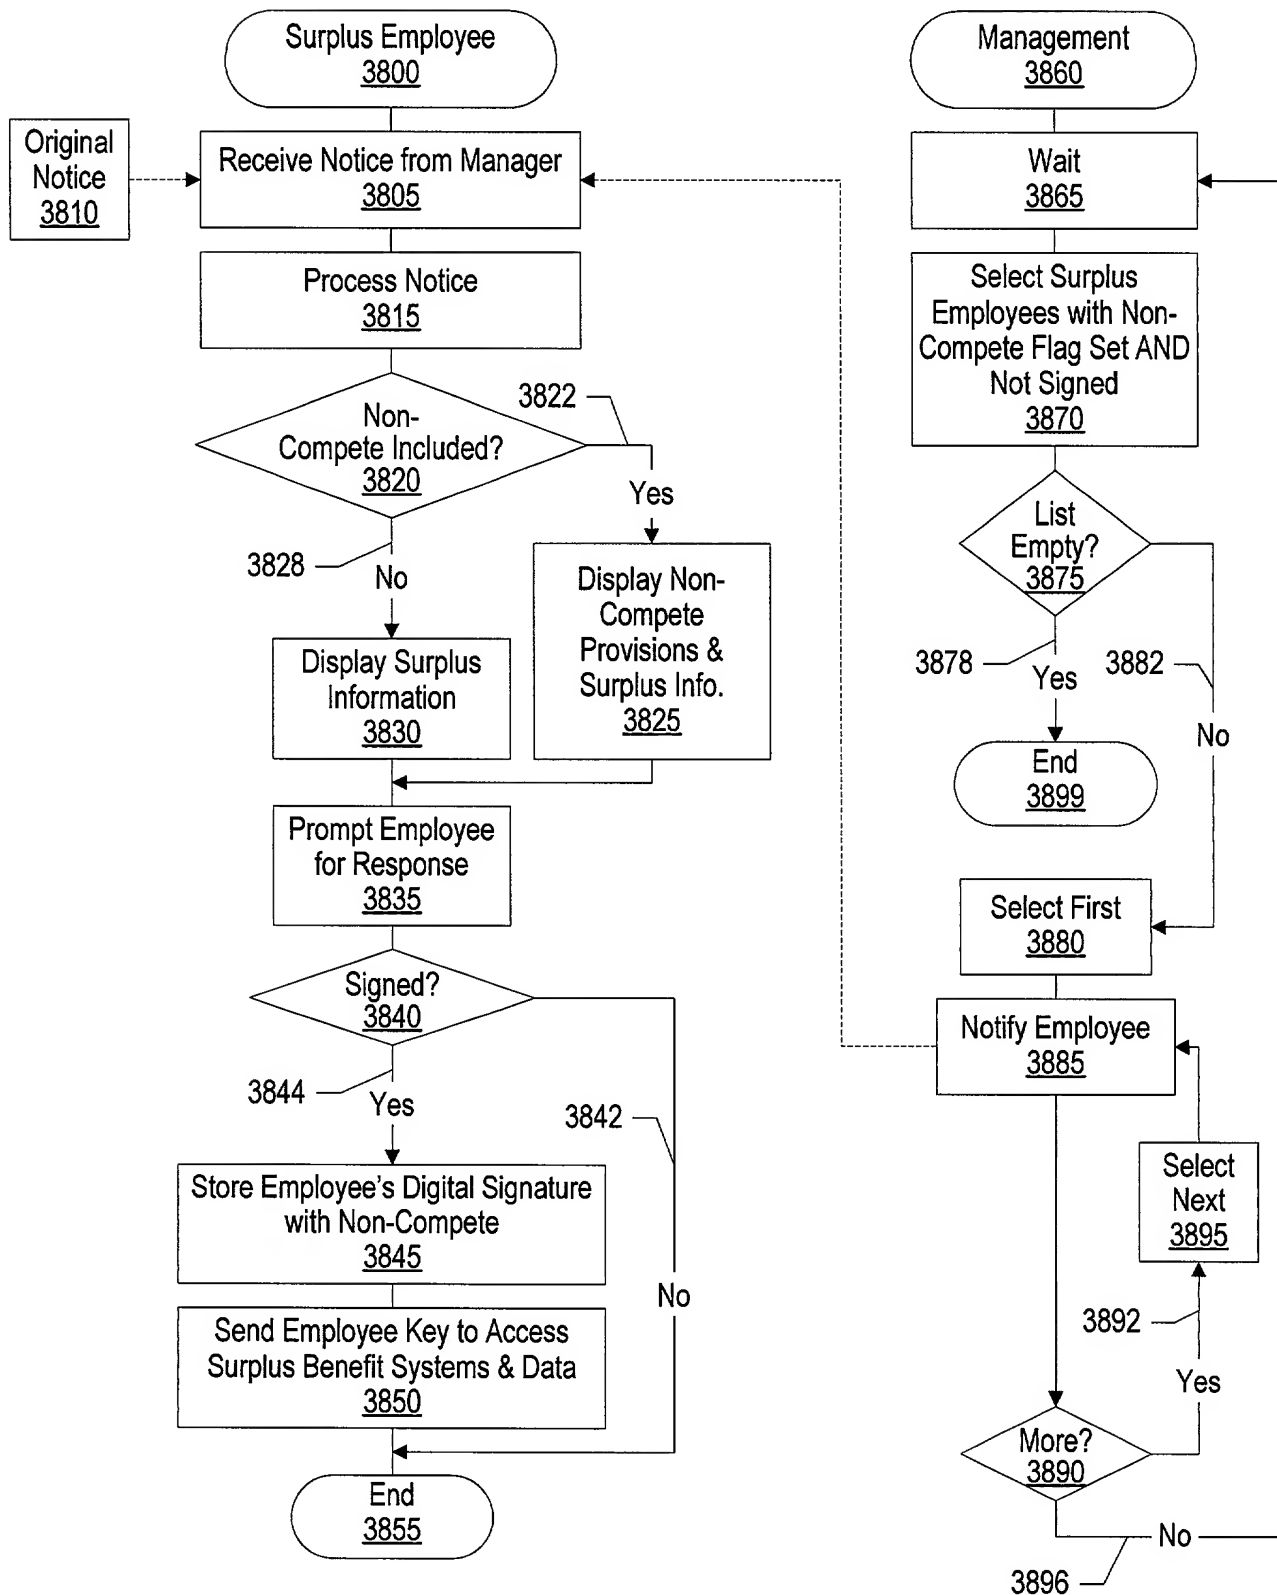 Surplus Employee
3800
Original
Notice
3810
Receive Notice from Manager
3805
Process Notice
3815
Non-
Compete Included?
3820
3822
Yes
3828
No
Display Surplus
Information
3830
Display Non-
Compete
Provisions &
Surplus Info.
3825
Prompt Employee
for Response
3835
Signed?
3840
3844
Yes
3842
No
Store Employee's Digital Signature
with Non-Compete
3845
Send Employee Key to Access
Surplus Benefit Systems & Data
3850
End
3855
Management
3860
Wait
3865
Select Surplus
Employees with Non-
Compete Flag Set AND
Not Signed
3870
List
Empty?
3875
3878
Yes
3882
No
End
3899
Select First
3880
Notify Employee
3885
Select
Next
3895
3892
Yes
More?
3890
No
3896